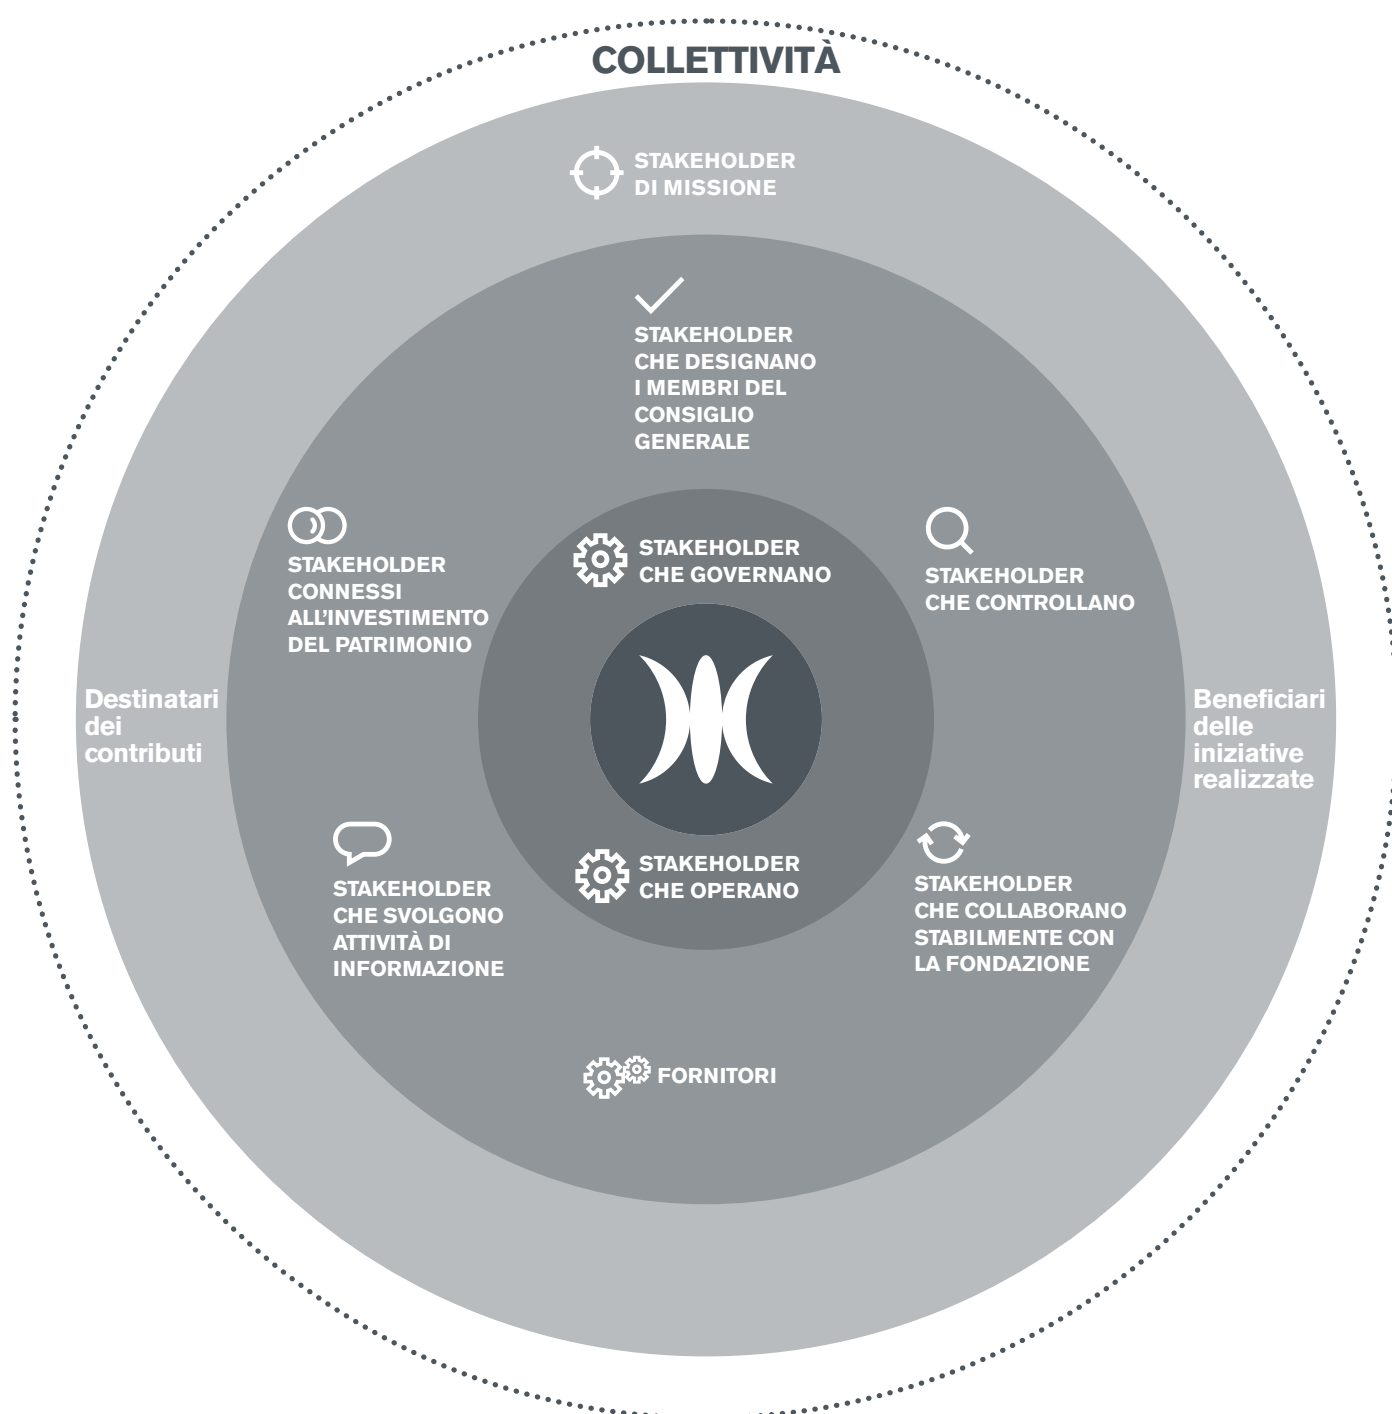 COLLETTIVITÀ
STAKEHOLDER
DI MISSIONE
STAKEHOLDER
CHE DESIGNANO
I MEMBRI DEL
CONSIGLIO
GENERALE
STAKEHOLDER
CONNESSI
ALL’INVESTIMENTO
DEL PATRIMONIO
STAKEHOLDER
CHE GOVERNANO
STAKEHOLDER
CHE CONTROLLANO
Destinatari
dei
contributi
Beneficiari
delle
iniziative
realizzate
STAKEHOLDER
CHE SVOLGONO
ATTIVITÀ DI
INFORMAZIONE
STAKEHOLDER
CHE OPERANO
STAKEHOLDER
CHE COLLABORANO
STABILMENTE CON
LA FONDAZIONE
FORNITORI